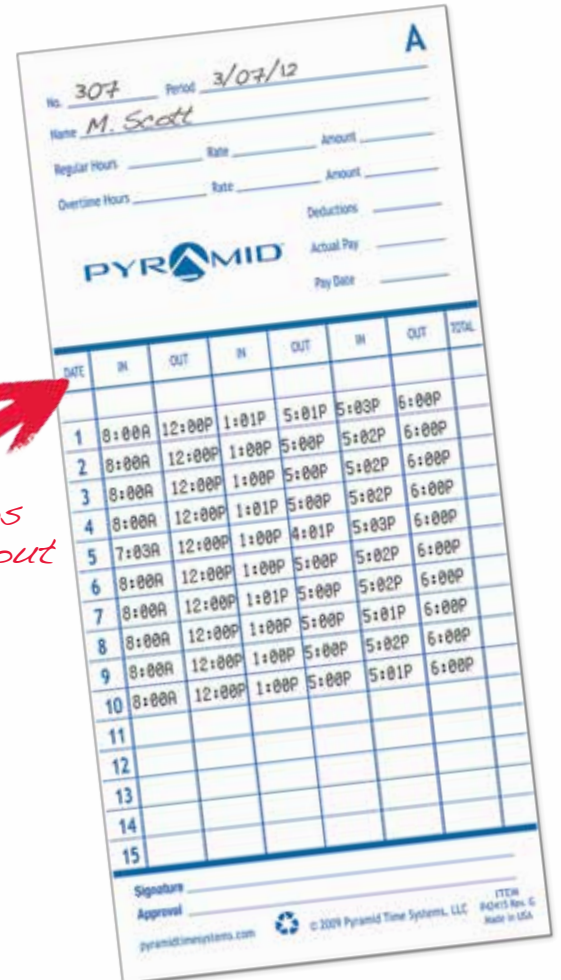 A
No. 307 Period 3/07/12
Name M. Scott
Regular Hours Rate Amount
Overtime Hours Rate Amount
Deductions
PYRAMID Actual Pay
Pay Date
DATE IN OUT IN OUT IN OUT TOTAL
1 8:00A 12:00P 1:01P 5:01P 5:03P 6:00P
2 8:00A 12:00P 1:00P 5:00P 5:02P 6:00P
3 8:00A 12:00P 1:00P 5:00P 5:02P 6:00P
4 8:00A 12:00P 1:01P 5:00P 5:02P 6:00P
5 7:03A 12:00P 1:00P 4:01P 5:03P 6:00P
6 8:00A 12:00P 1:00P 5:00P 5:02P 6:00P
7 8:00A 12:00P 1:01P 5:00P 5:02P 6:00P
8 8:00A 12:00P 1:00P 5:00P 5:01P 6:00P
9 8:00A 12:00P 1:00P 5:00P 5:02P 6:00P
10 8:00A 12:00P 1:00P 5:00P 5:01P 6:00P
11
12
13
14
15
Signature
Approval
pyramidtimesystems.com © 2009 Pyramid Time Systems, LLC
ITEM
#42415 Rev. G
Made in USA
s
out